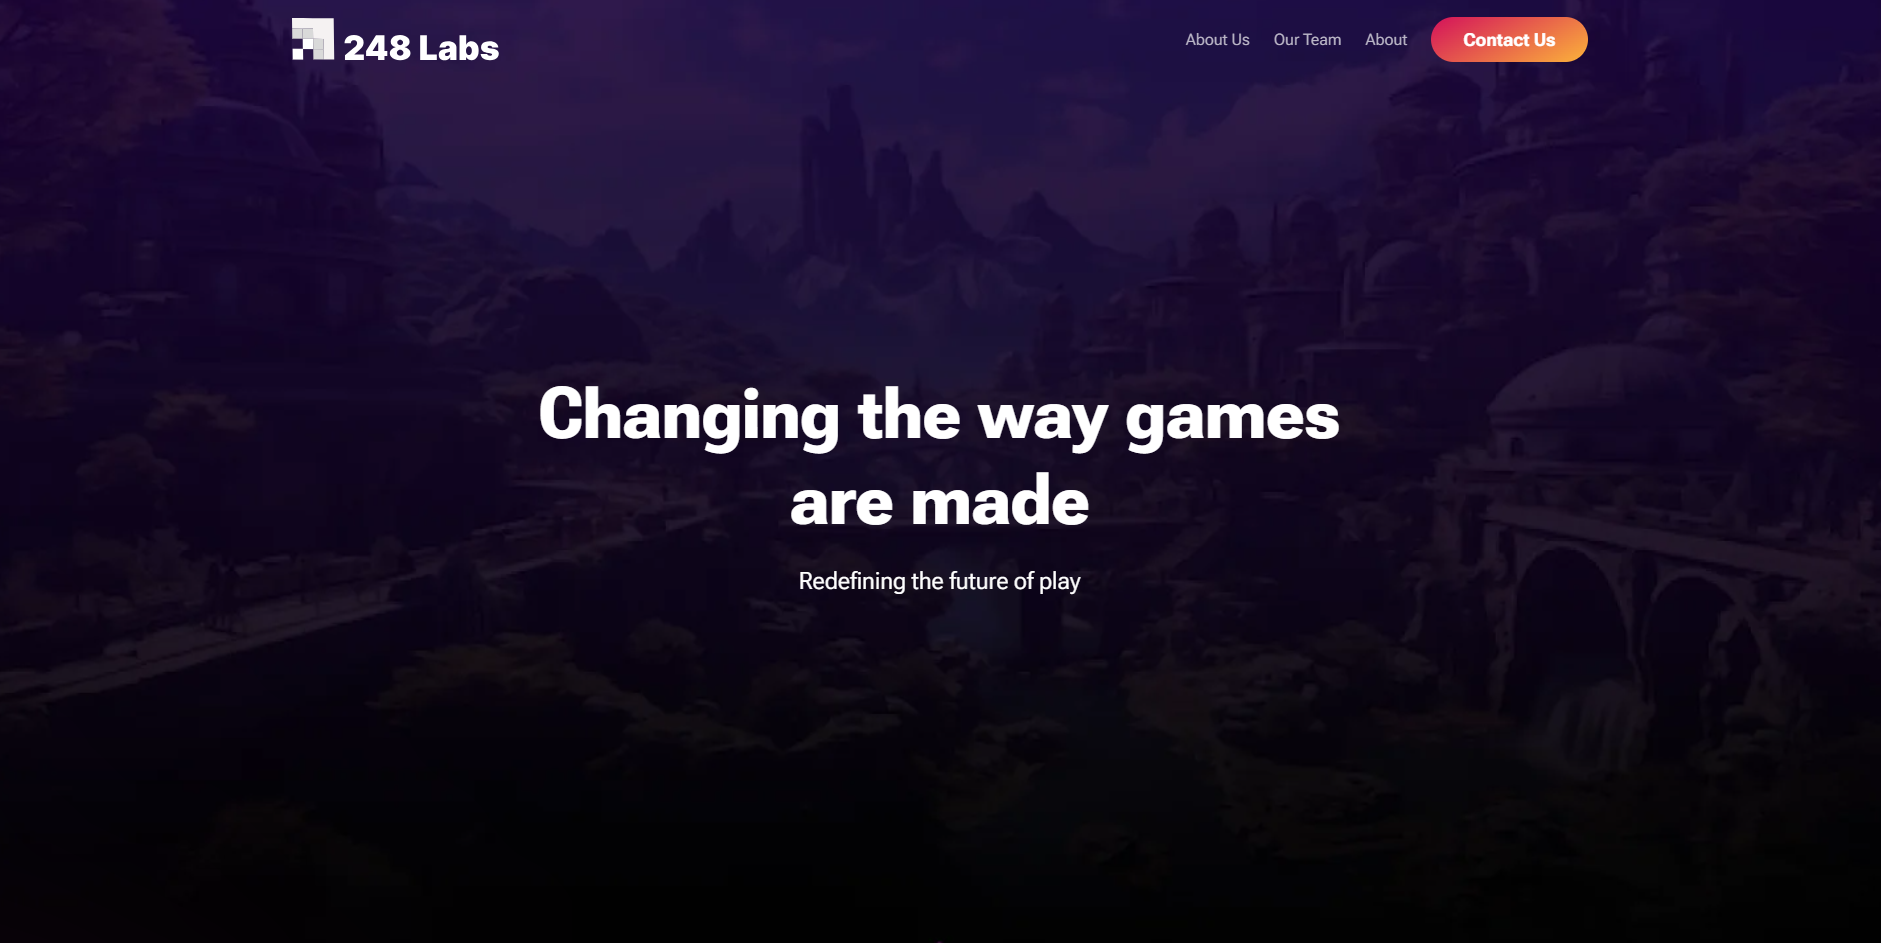 248 Labs
About Us
Our Team
About
Contact Us
Changing the way games
are made
Redefining the future of play